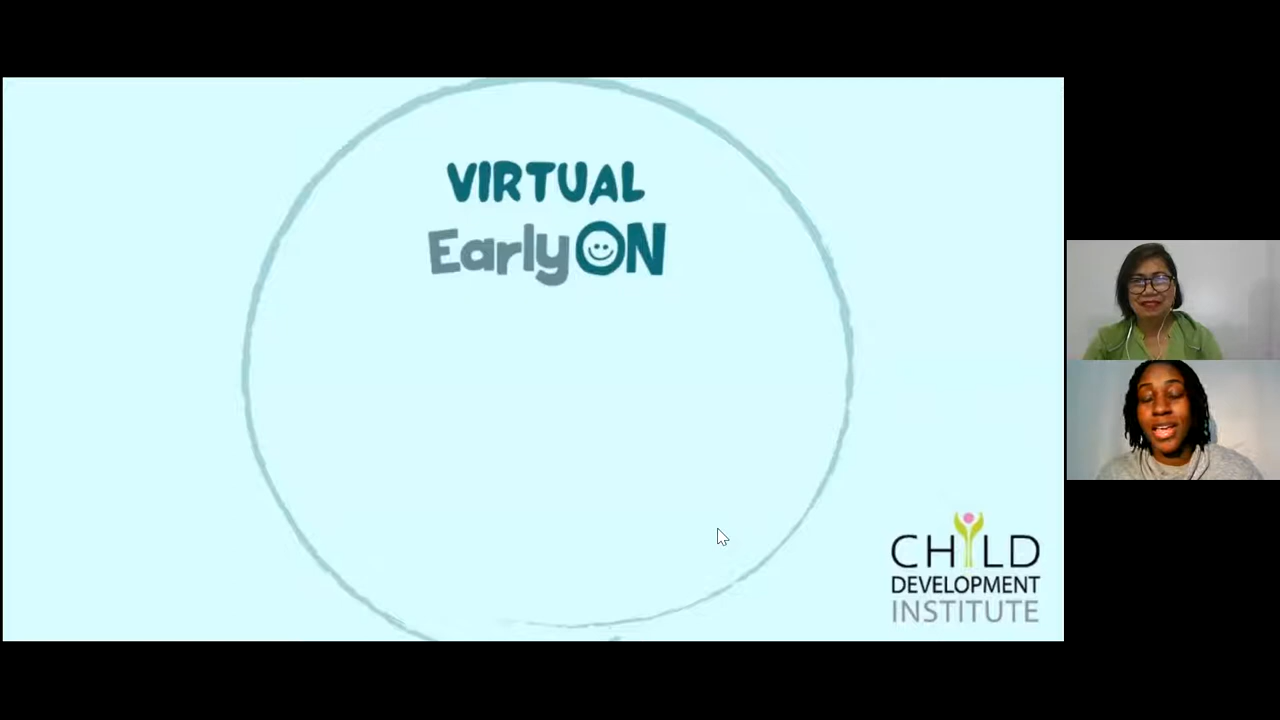 VIRTUAL
EarlyON
CHILD
DEVELOPMENT
INSTITUTE